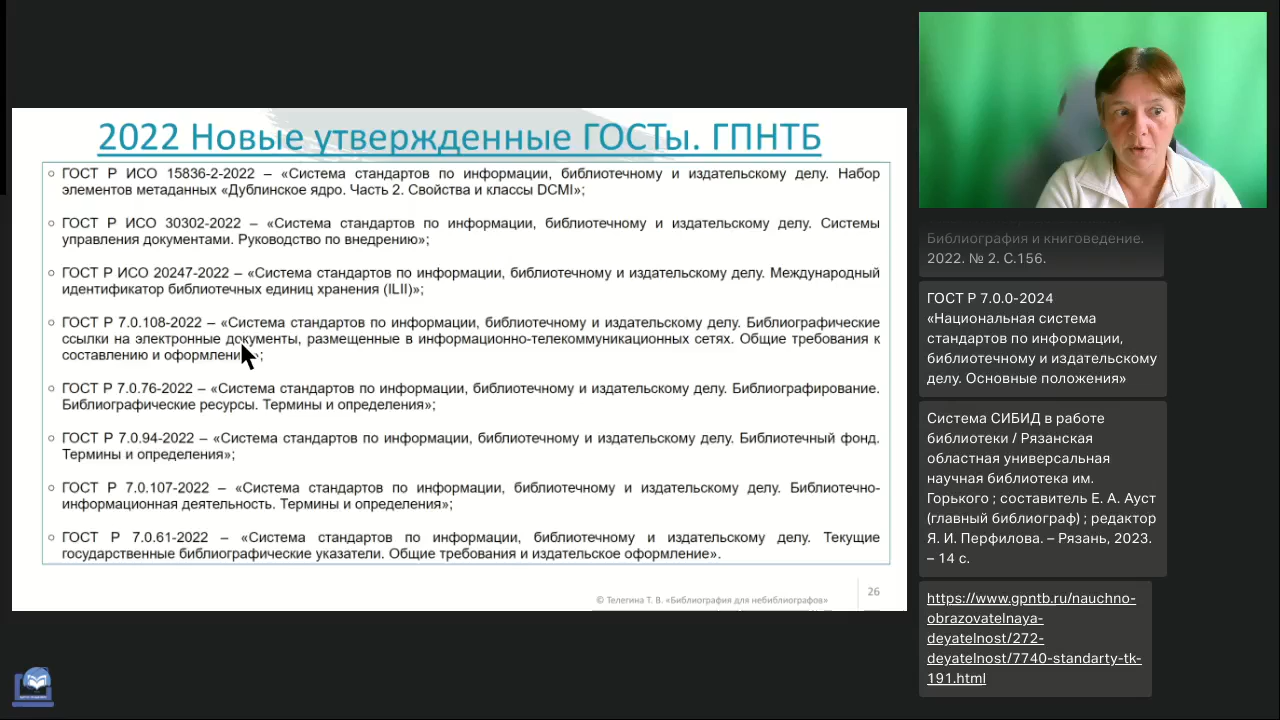 2022 Новые утвержденные ГОСТы. ГПНТБ
○ ГОСТ Р ИСО 15836-2-2022 – «Система стандартов по информации, библиотечному и издательскому делу. Набор
элементов метаданных «Дублинское ядро. Часть 2. Свойства и классы DCMI»;
○ ГОСТ Р ИСО 30302-2022 – «Система стандартов по информации, библиотечному и издательскому делу. Системы
управления документами. Руководство по внедрению»;
○ ГОСТ Р ИСО 20247-2022 – «Система стандартов по информации, библиотечному и издательскому делу. Международный
идентификатор библиотечных единиц хранения (ILII)»;
○ ГОСТ Р 7.0.108-2022 – «Система стандартов по информации, библиотечному и издательскому делу. Библиографические
ссылки на электронные документы, размещенные в информационно-телекоммуникационных сетях. Общие требования к
составлению и оформлению»;
○ ГОСТ Р 7.0.76-2022 – «Система стандартов по информации, библиотечному и издательскому делу. Библиографирование.
Библиографические ресурсы. Термины и определения»;
○ ГОСТ Р 7.0.94-2022 – «Система стандартов по информации, библиотечному и издательскому делу. Библиотечный фонд.
Термины и определения»;
○ ГОСТ Р 7.0.107-2022 – «Система стандартов по информации, библиотечному и издательскому делу. Библиотечно-
информационная деятельность. Термины и определения»;
○ ГОСТ Р 7.0.61-2022 – «Система стандартов по информации, библиотечному и издательскому делу. Текущие
государственные библиографические указатели. Общие требования и издательское оформление».
© Телегина Т. В. «Библиография для небиблиографов»
26
Библиография и книговедение.
2022. № 2. С.156.
ГОСТ Р 7.0.0-2024
«Национальная система
стандартов по информации,
библиотечному и издательскому
делу. Основные положения»
Система СИБИД в работе
библиотеки / Рязанская
областная универсальная
научная библиотека им.
Горького ; составитель Е. А. Ауст
(главный библиограф) ; редактор
Я. И. Перфилова. – Рязань, 2023.
– 14 с.
https://www.gpntb.ru/nauchno-
obrazovatelnaya-
deyatelnost/272-
deyatelnost/7740-standarty-tk-
191.html